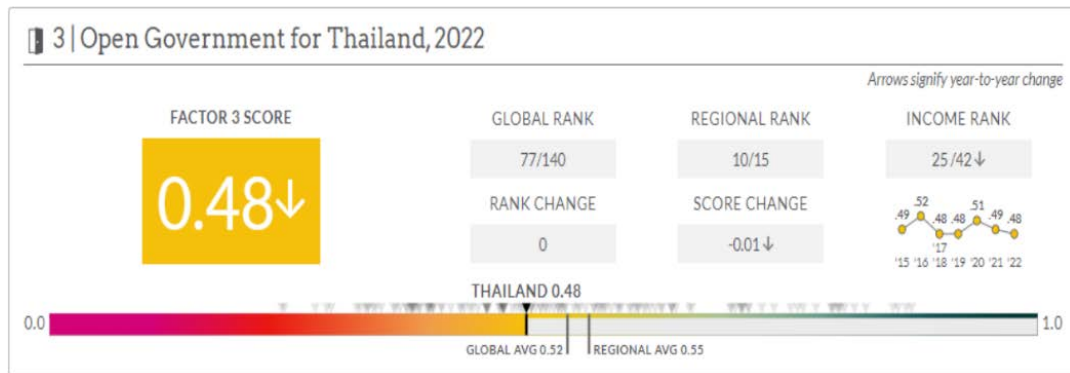 3 | Open Government for Thailand, 2022
Arrows signify year-to-year change
FACTOR 3 SCORE
0.48↓
GLOBAL RANK
77/140
REGIONAL RANK
10/15
INCOME RANK
25/42↓
RANK CHANGE
0
SCORE CHANGE
-0.01↓
.49 .52 .48 .48 .51 .49 .48
'15 '16 '17 '18 '19 '20 '21 '22
THAILAND 0.48
0.0
1.0
GLOBAL AVG 0.52
REGIONAL AVG 0.55